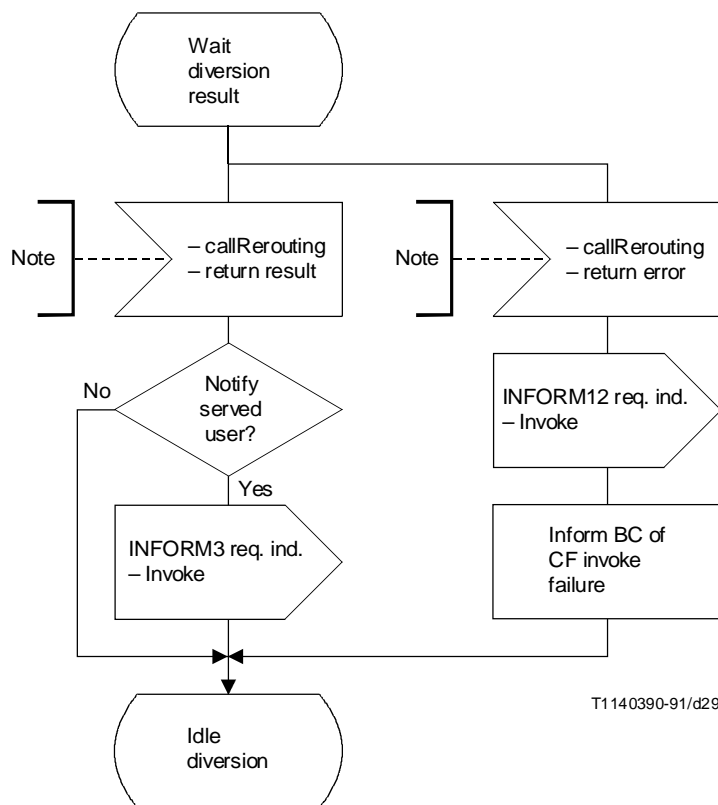 Wait
diversion
result
Note
– callRerouting
– return result
Note
– callRerouting
– return error
No
Notify
served
user?
Yes
INFORM12 req. ind.
– Invoke
INFORM3 req. ind.
– Invoke
Inform BC of
CF invoke
failure
T1140390-91/d29
Idle
diversion